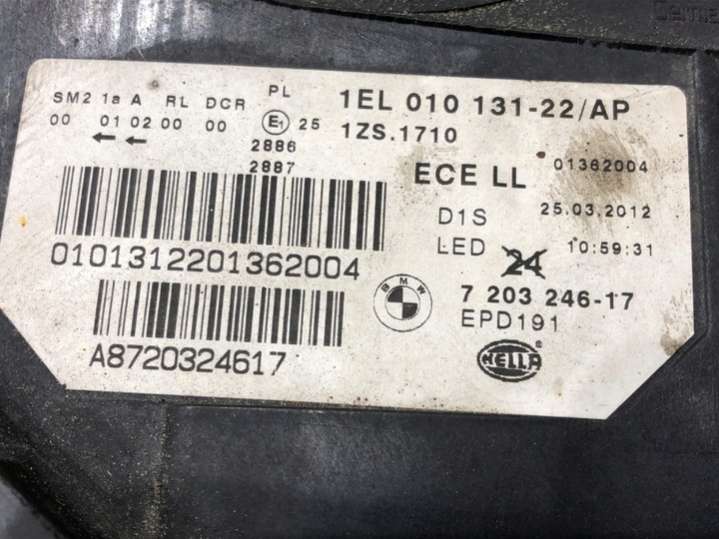 SM2 1a A RL DCR PL
00 01 02 00 00 E1 25
2886
2887
1EL 010 131-22/AP
1ZS.1710
ECE LL 01362004
D1S 25.03.2012
LED 24 10:59:31
0101312201362004
BMW
7 203 246-17
EPD191
A8720324617
HELLA ®